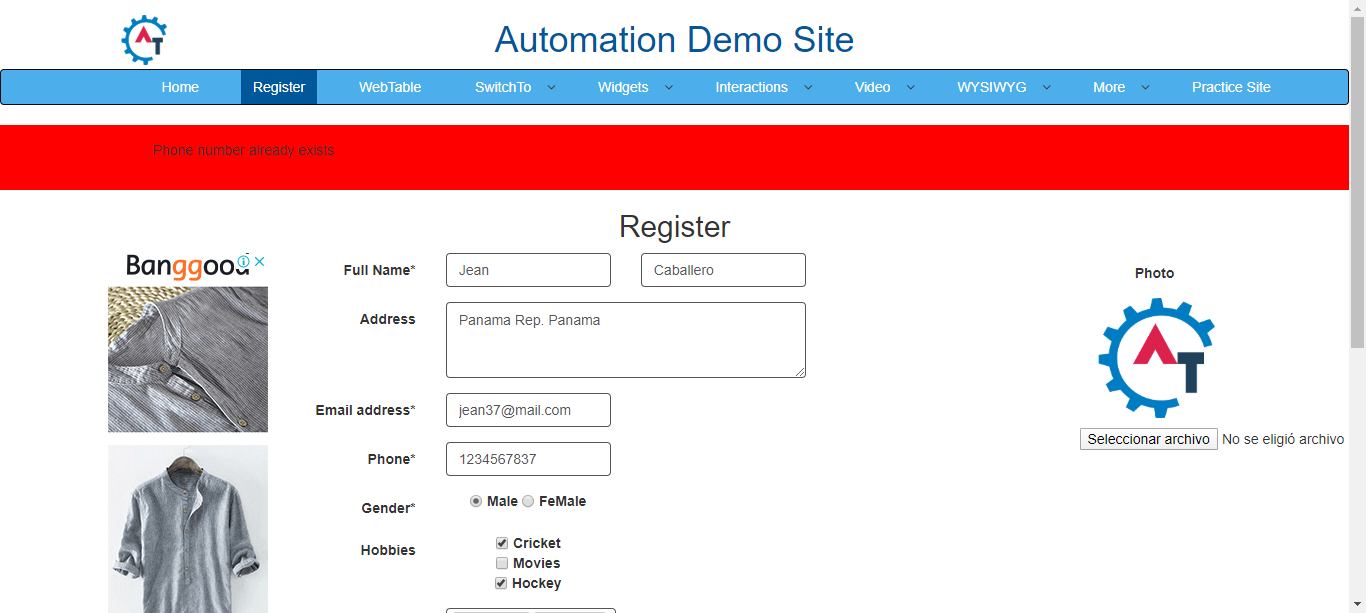 AT
Automation Demo Site
Home Register WebTable SwitchTo Widgets Interactions Video WYSIWYG More Practice Site
Phone number already exists
Register
Banggood
Full Name* Jean Caballero
Photo
Address Panama Rep. Panama
AT
Email address* jean37@mail.com
Seleccionar archivo No se eligió archivo
Phone* 1234567837
Gender* Male FeMale
Hobbies Cricket
Movies
Hockey